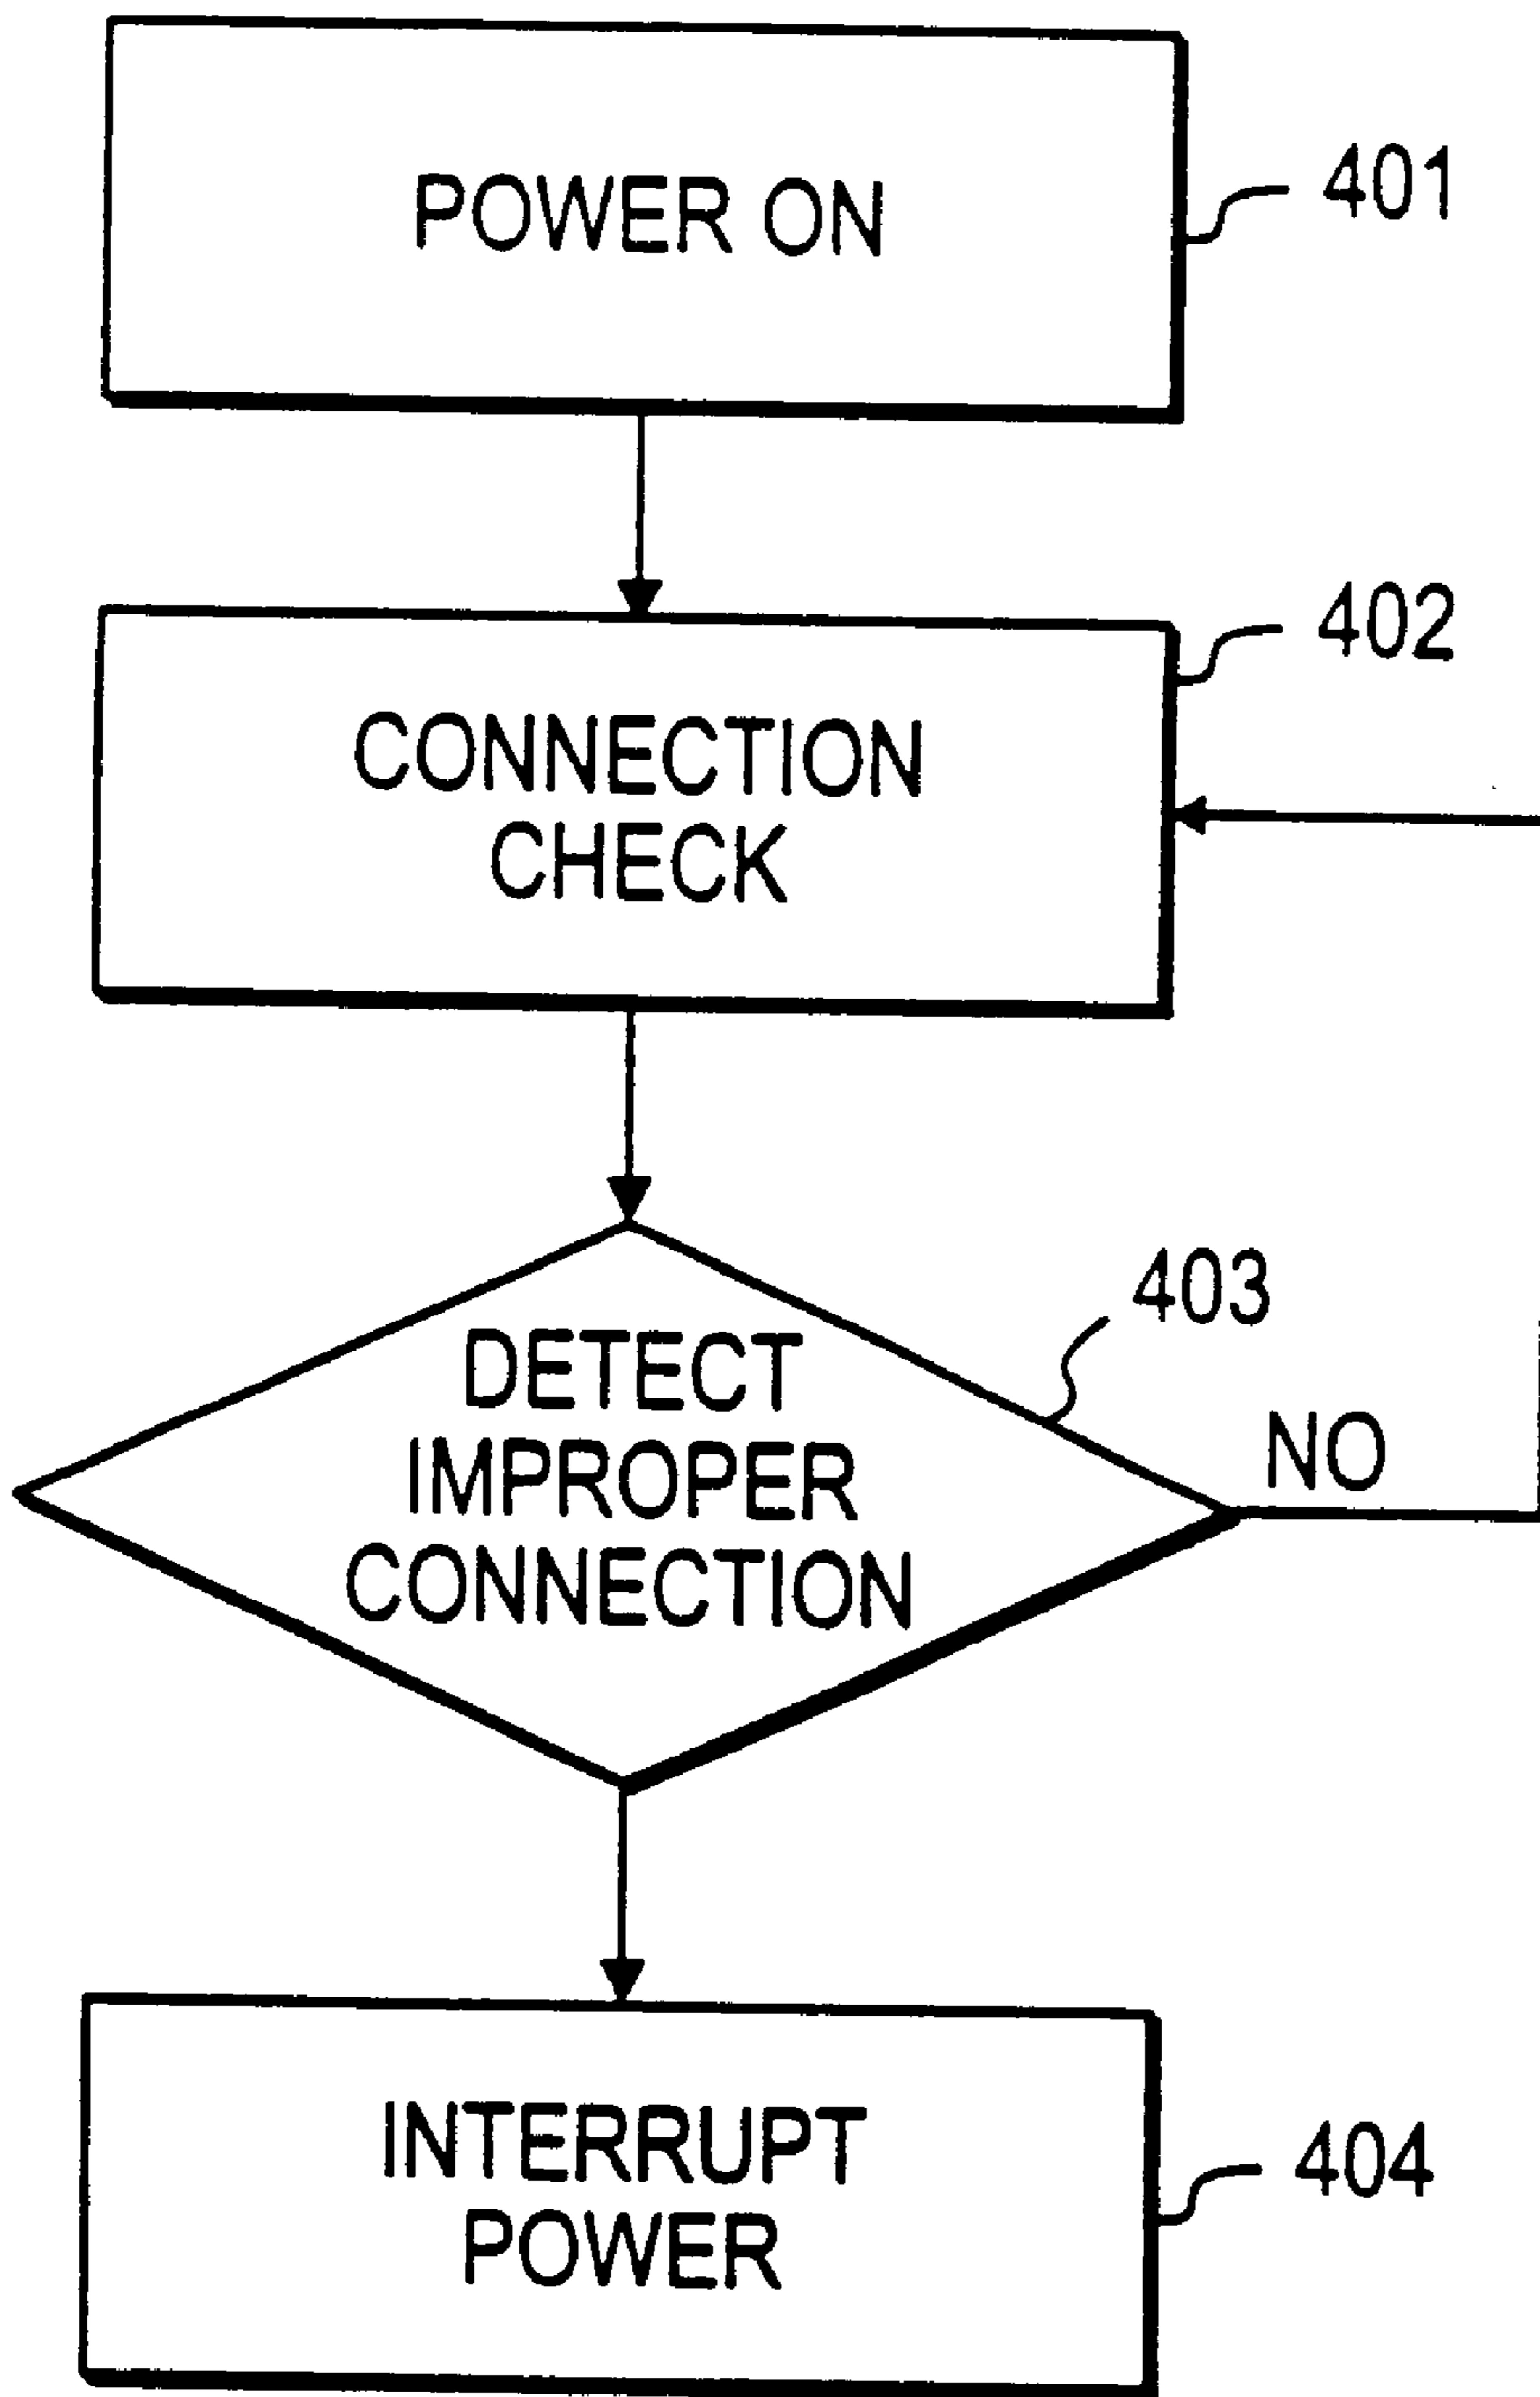 POWER ON
401
402
CONNECTION
CHECK
403
DETECT
IMPROPER
CONNECTION
NO
INTERRUPT
POWER
404